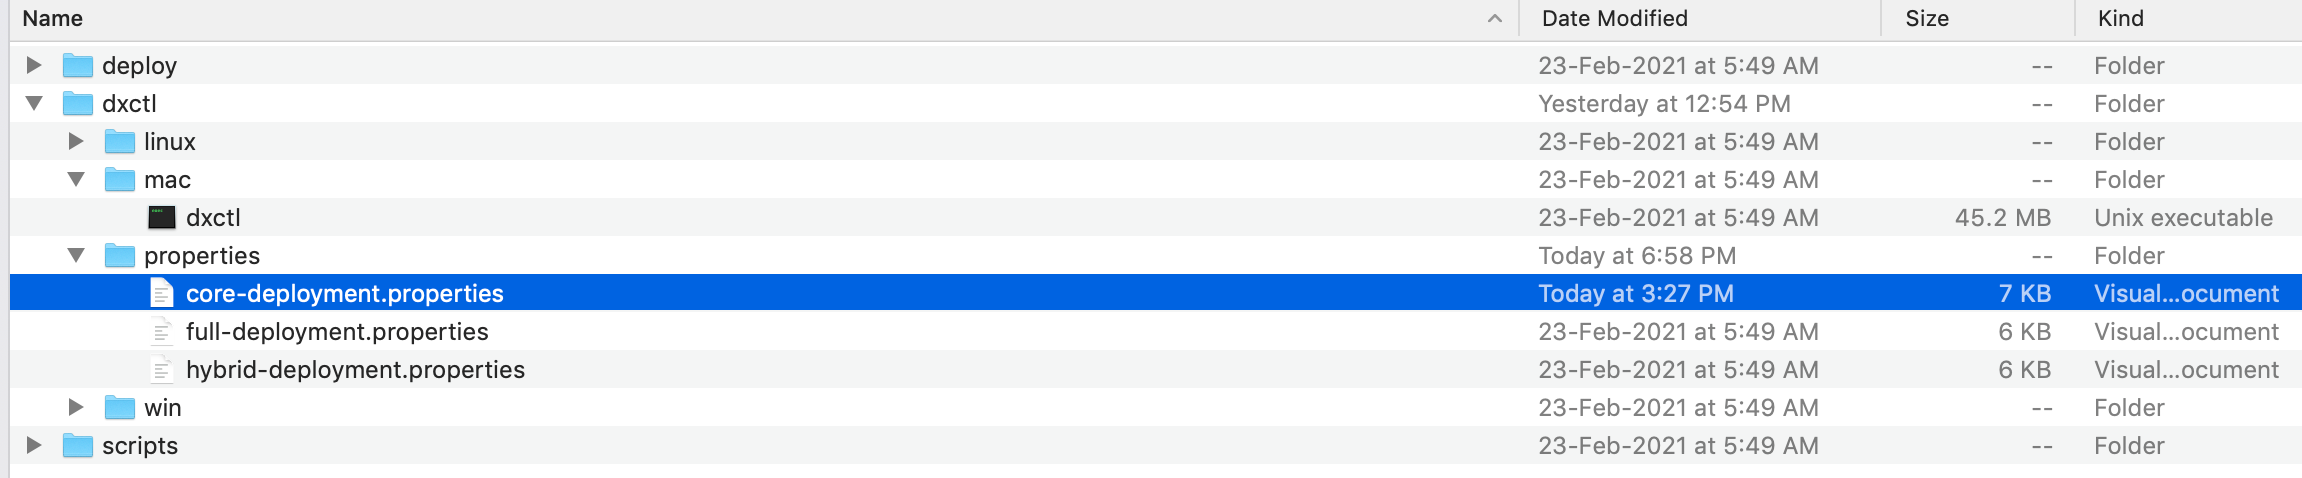 Name Date Modified Size Kind
deploy 23-Feb-2021 at 5:49 AM -- Folder
dxctl Yesterday at 12:54 PM -- Folder
linux 23-Feb-2021 at 5:49 AM -- Folder
mac 23-Feb-2021 at 5:49 AM -- Folder
dxctl 23-Feb-2021 at 5:49 AM 45.2 MB Unix executable
properties Today at 6:58 PM -- Folder
core-deployment.properties Today at 3:27 PM 7 KB Visual...ocument
full-deployment.properties 23-Feb-2021 at 5:49 AM 6 KB Visual...ocument
hybrid-deployment.properties 23-Feb-2021 at 5:49 AM 6 KB Visual...ocument
win 23-Feb-2021 at 5:49 AM -- Folder
scripts 23-Feb-2021 at 5:49 AM -- Folder